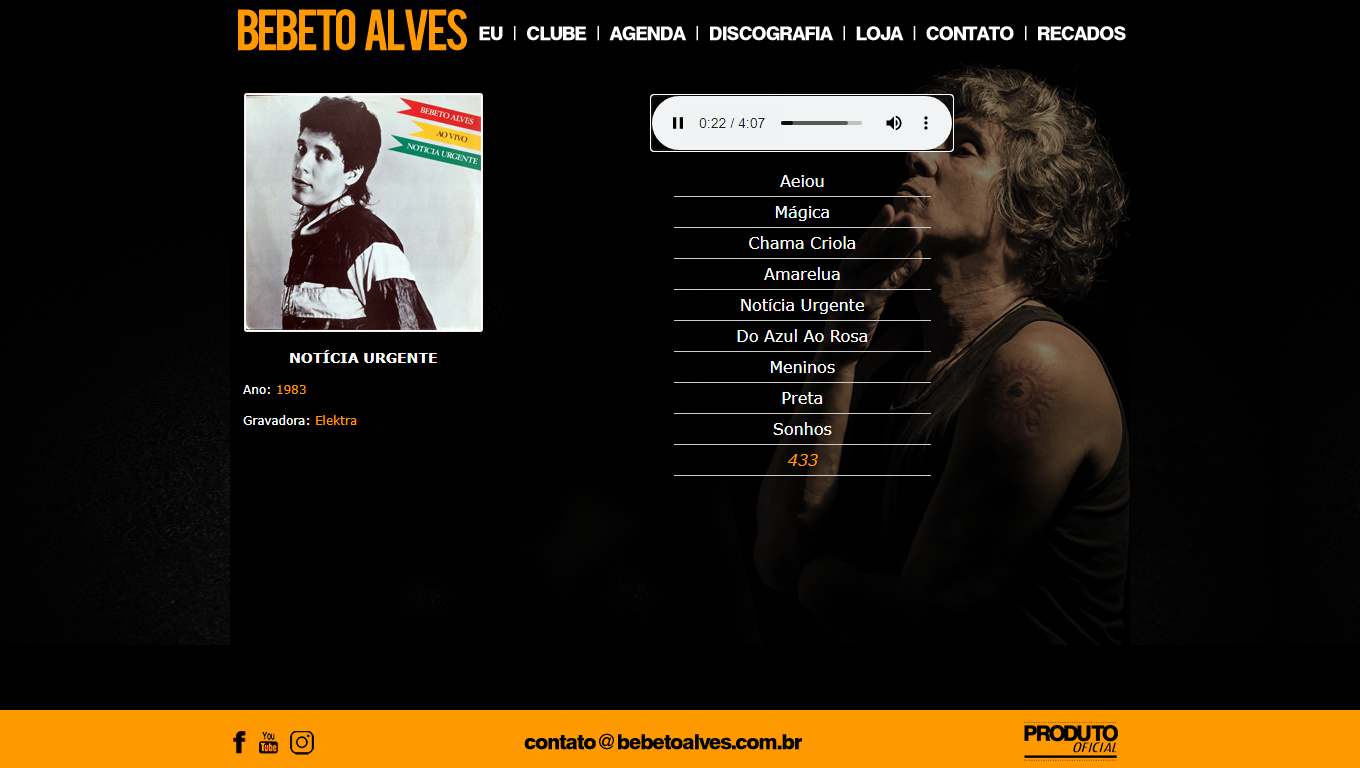 BEBETO ALVES
EU | CLUBE | AGENDA | DISCOGRAFIA | LOJA | CONTATO | RECADOS
BEBETO ALVES
AO VIVO
NOTICIA URGENTE
NOTÍCIA URGENTE
Ano: 1983
Gravadora: Elektra
0:22 / 4:07
Aeiou
Mágica
Chama Criola
Amarelua
Notícia Urgente
Do Azul Ao Rosa
Meninos
Preta
Sonhos
433
You
Tube
contato@bebetoalves.com.br
PRODUTO
OFICIAL